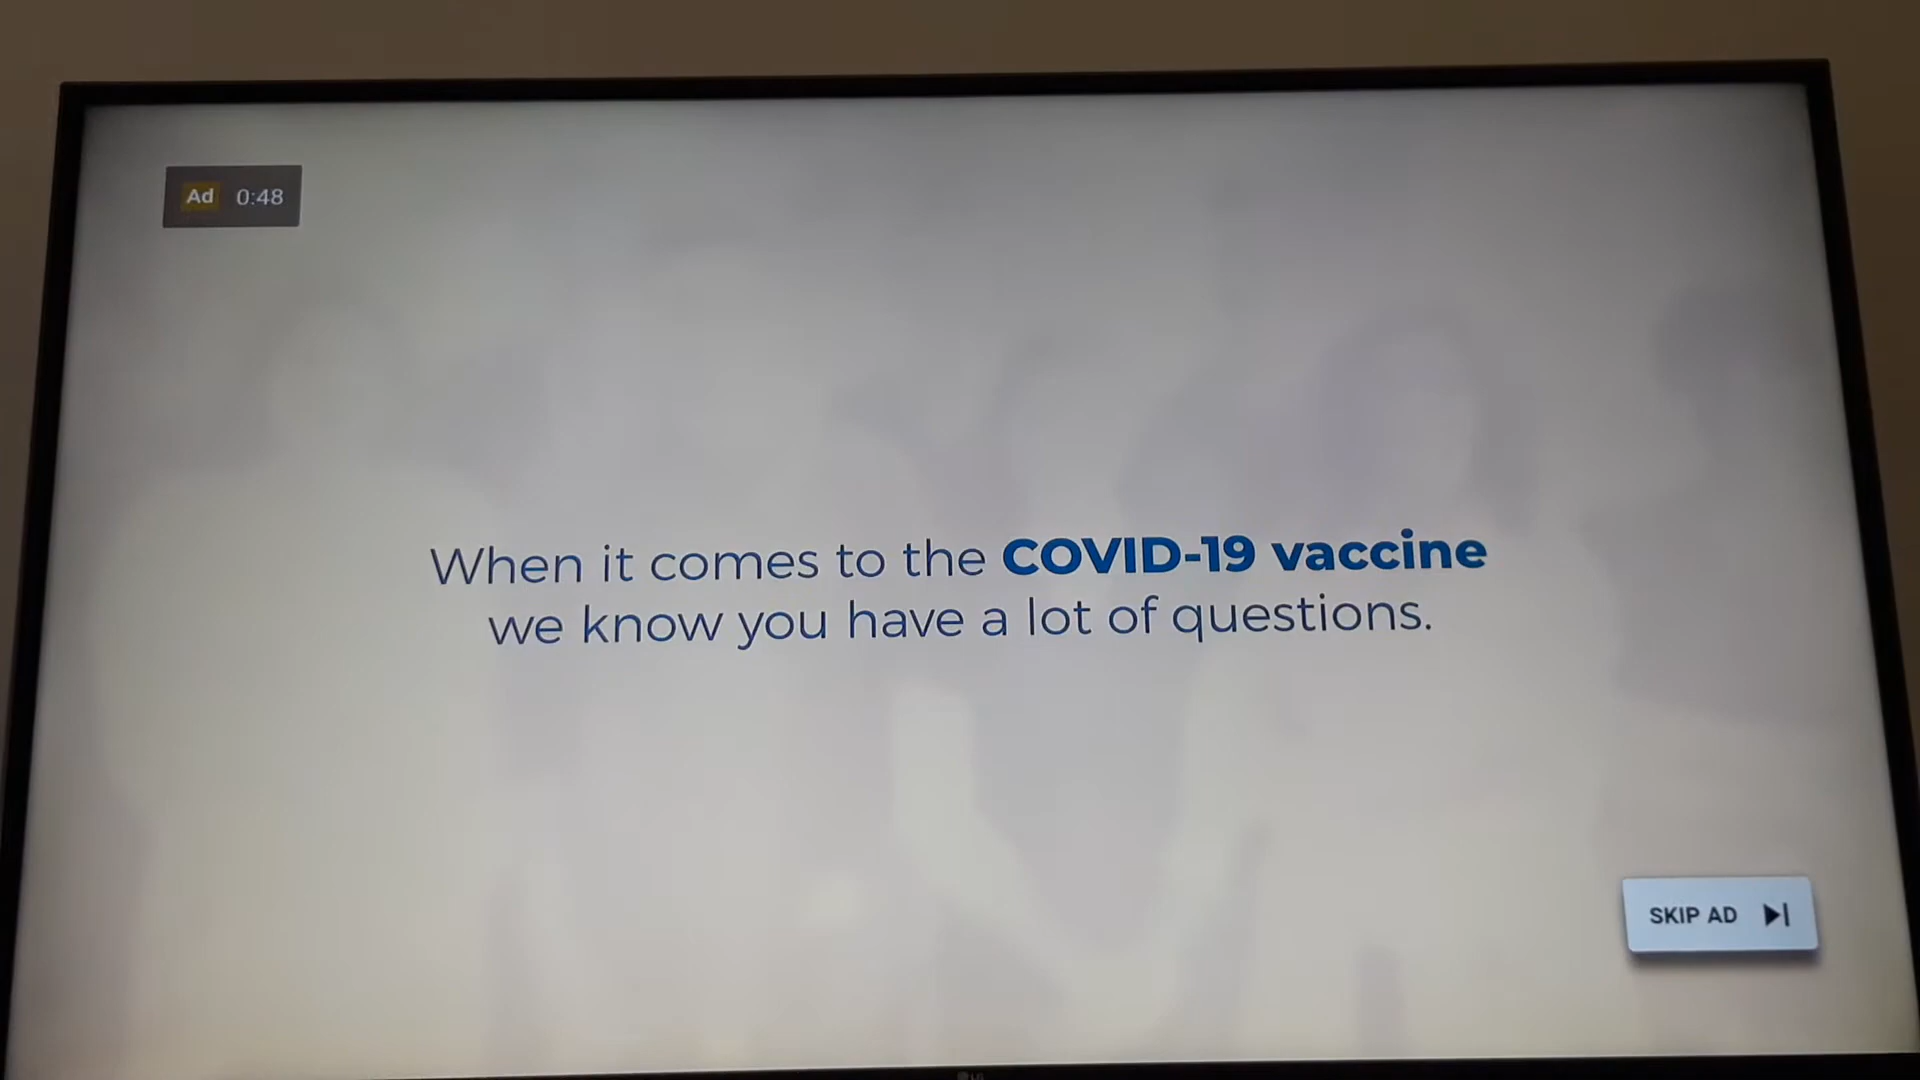 Ad 0:48
When it comes to the COVID-19 vaccine
we know you have a lot of questions.
SKIP AD
LG